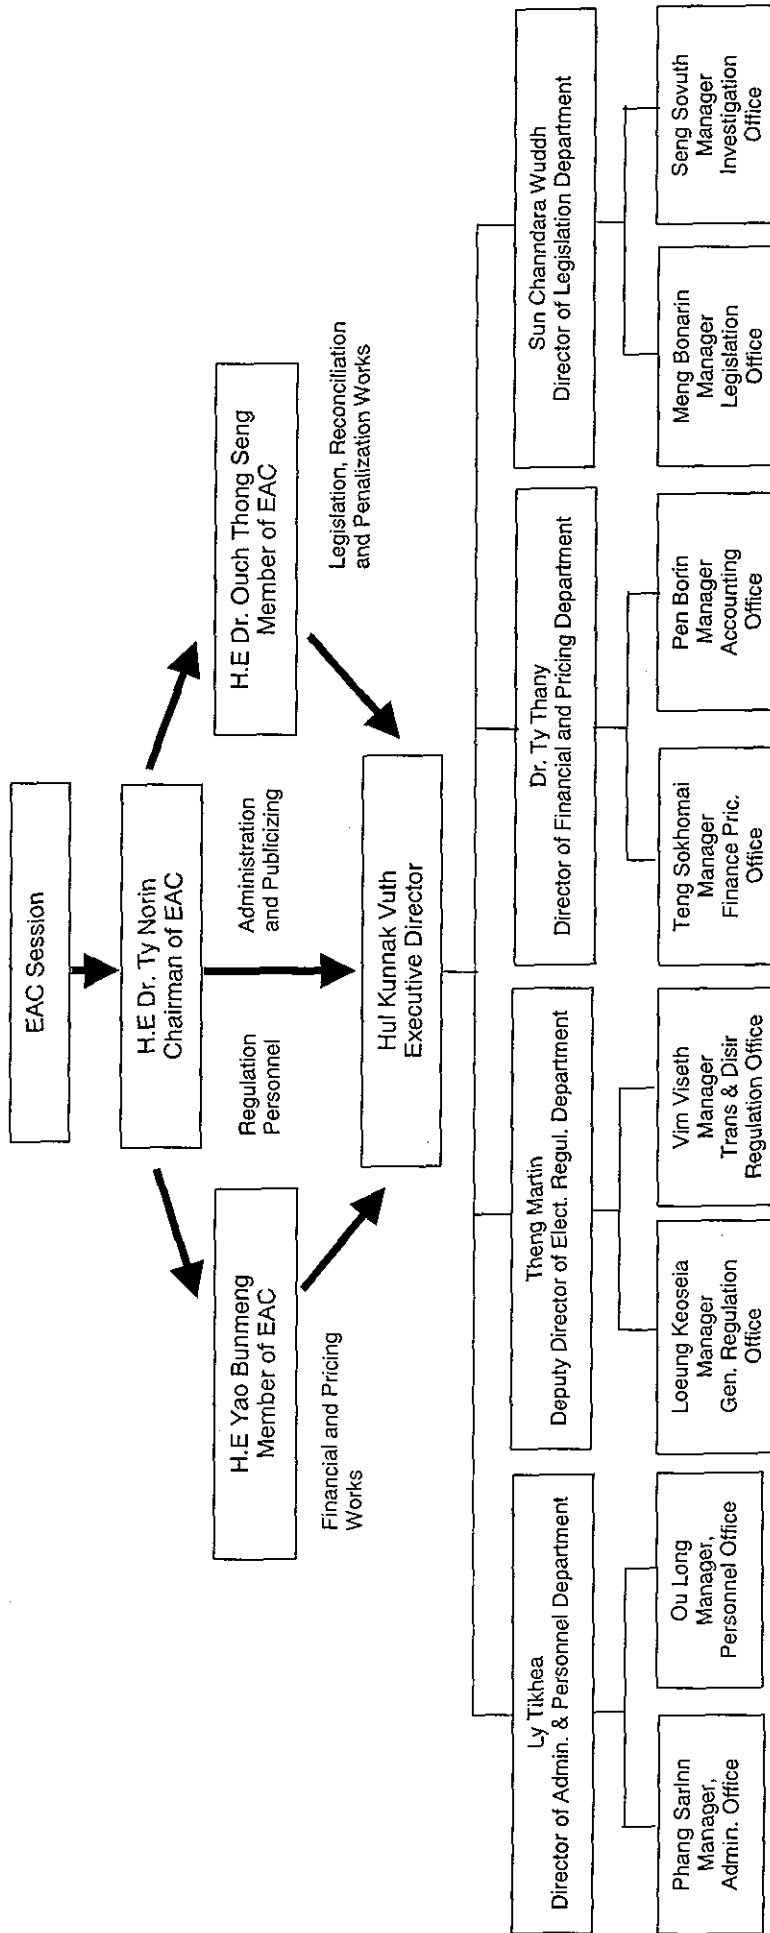 EAC Session
H.E Dr. Ty Norin
Chairman of EAC
H.E Yao Bunmeng
Member of EAC
H.E Dr. Ouch Thong Seng
Member of EAC
Financial and Pricing
Works
Regulation
Personnel
Administration
and Publicizing
Legislation, Reconciliation
and Penalization Works
Hul Kunnak Vuth
Executive Director
Ly Tikhea
Director of Admin. & Personnel Department
Theng Martin
Deputy Director of Elect. Regul. Department
Dr. Ty Thany
Director of Financial and Pricing Department
Sun Channdara Wuddh
Director of Legislation Department
Phang SarInn
Manager,
Admin. Office
Ou Long
Manager,
Personnel Office
Loeung Keoseia
Manager
Gen. Regulation
Office
Vim Viseth
Manager
Trans & Disir
Regulation Office
Teng Sokhomai
Manager
Finance Pric.
Office
Pen Borin
Manager
Accounting
Office
Meng Bonarin
Manager
Legislation
Office
Seng Sovuth
Manager
Investigation
Office